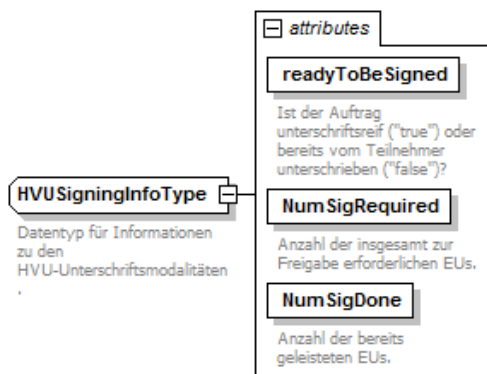 attributes
readyToBeSigned
Ist der Auftrag
unterschriftsreif ("true") oder
bereits vom Teilnehmer
unterschrieben ("false")?
HVUSigningInfoType
Datentyp für Informationen
zu den
HVU-Unterschriftsmodalitäten
.
NumSigRequired
Anzahl der insgesamt zur
Freigabe erforderlichen EUs.
NumSigDone
Anzahl der bereits
geleisteten EUs.